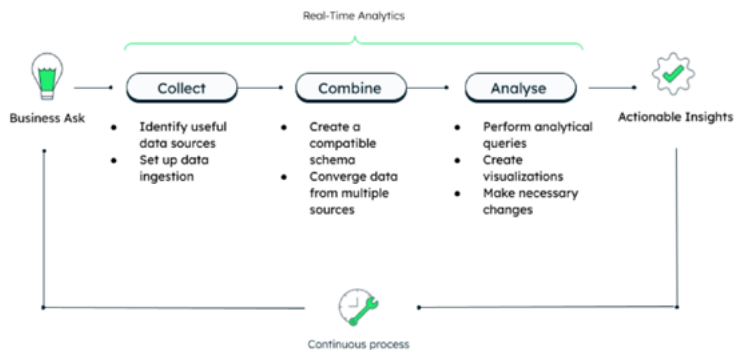 Real-Time Analytics
Collect
Combine
Analyse
Business Ask
Actionable Insights
• Identify useful
data sources
• Set up data
ingestion
• Create a
compatible
schema
• Converge data
from multiple
sources
• Perform analytical
queries
• Create
visualizations
• Make necessary
changes
Continuous process